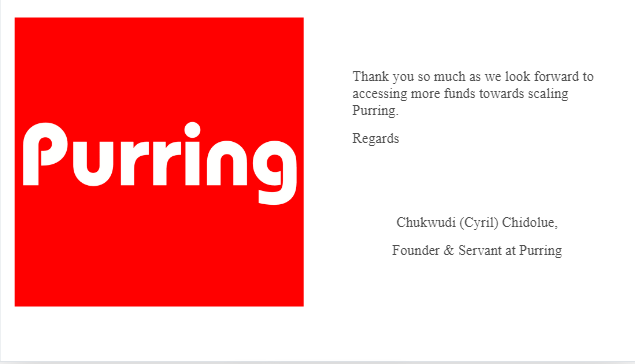 Purring
Thank you so much as we look forward to
accessing more funds towards scaling
Purring.
Regards
Chukwudi (Cyril) Chidolue,
Founder & Servant at Purring